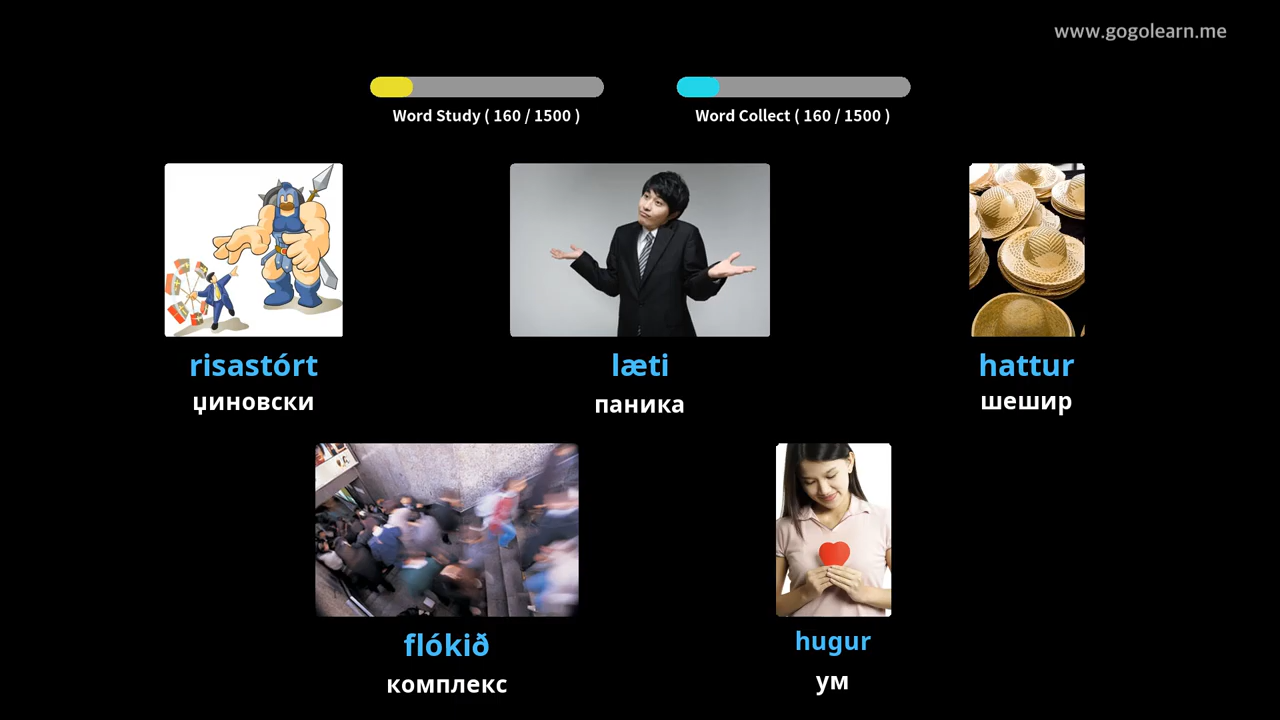 www.gogolearn.me
Word Study ( 160 / 1500 )
Word Collect ( 160 / 1500 )
risastórt
џиновски
læti
паника
hattur
шешир
flókið
комплекс
hugur
ум